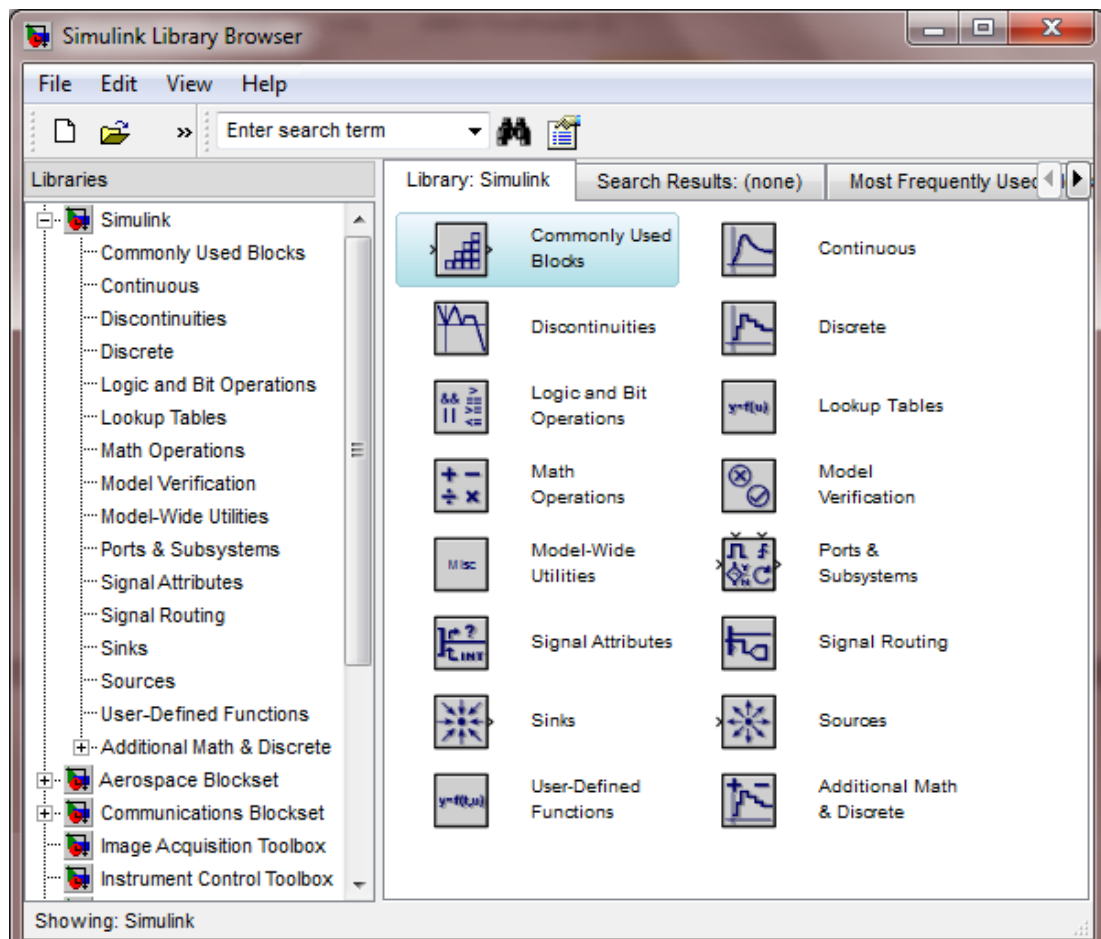 Simulink Library Browser
File Edit View Help
» Enter search term
Libraries
Library: Simulink Search Results: (none) Most Frequently Used
Simulink
Commonly Used Blocks
Continuous
Discontinuities
Discrete
Logic and Bit Operations
Lookup Tables
Math Operations
Model Verification
Model-Wide Utilities
Ports & Subsystems
Signal Attributes
Signal Routing
Sinks
Sources
User-Defined Functions
Additional Math & Discrete
Aerospace Blockset
Communications Blockset
Image Acquisition Toolbox
Instrument Control Toolbox
Commonly Used
Blocks
Continuous
Discontinuities
Discrete
&& > ==
|| >= <=
Logic and Bit
Operations
y=f(u)
Lookup Tables
+ −
÷ ×
Math
Operations
Model
Verification
Misc
Model-Wide
Utilities
Ports &
Subsystems
?
INT
Signal Attributes
Signal Routing
Sinks
Sources
y=f(t,u)
User-Defined
Functions
+ −
Additional Math
& Discrete
Showing: Simulink